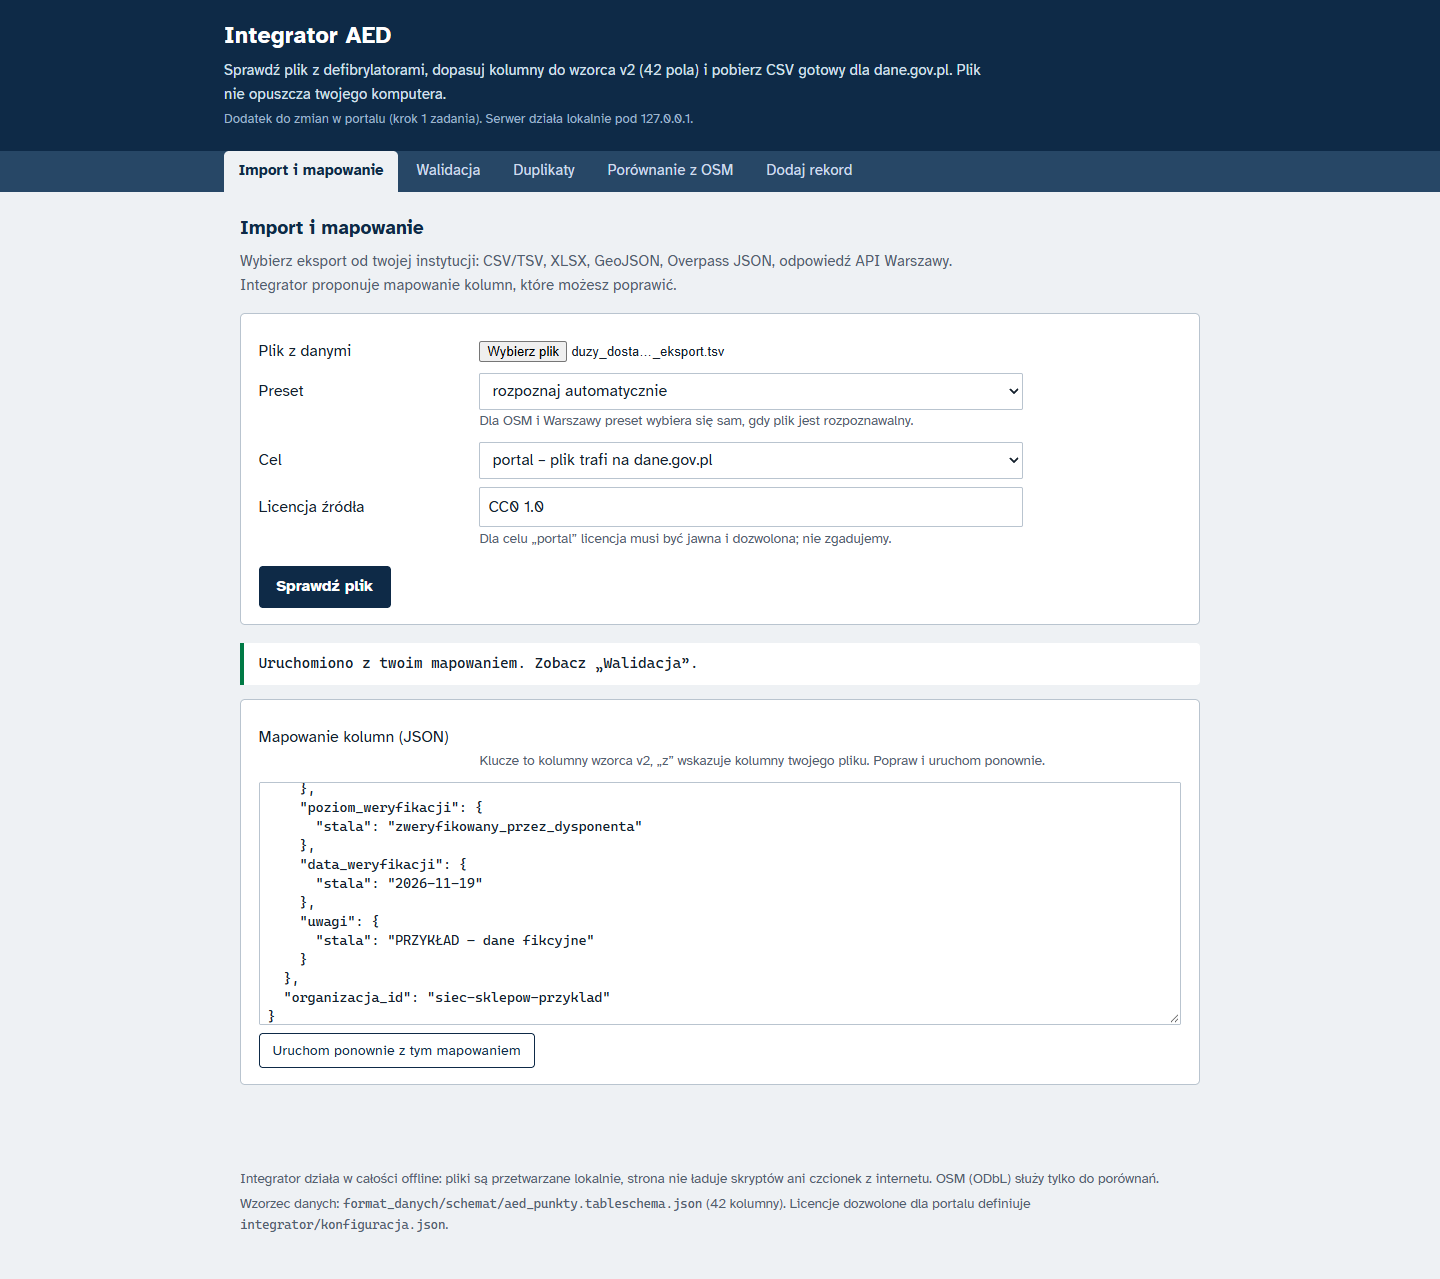 Integrator AED
Sprawdź plik z defibrylatorami, dopasuj kolumny do wzorca v2 (42 pola) i pobierz CSV gotowy dla dane.gov.pl. Plik
nie opuszcza twojego komputera.
Dodatek do zmian w portalu (krok 1 zadania). Serwer działa lokalnie pod 127.0.0.1.
Import i mapowanie
Walidacja
Duplikaty
Porównanie z OSM
Dodaj rekord
Import i mapowanie
Wybierz eksport od twojej instytucji: CSV/TSV, XLSX, GeoJSON, Overpass JSON, odpowiedź API Warszawy.
Integrator proponuje mapowanie kolumn, które możesz poprawić.
Plik z danymi
Wybierz plik duzy_dosta..._eksport.tsv
Preset
rozpoznaj automatycznie
Dla OSM i Warszawy preset wybiera się sam, gdy plik jest rozpoznawalny.
Cel
portal – plik trafi na dane.gov.pl
Licencja źródła
CC0 1.0
Dla celu „portal” licencja musi być jawna i dozwolona; nie zgadujemy.
Sprawdź plik
Uruchomiono z twoim mapowaniem. Zobacz „Walidacja”.
Mapowanie kolumn (JSON)
Klucze to kolumny wzorca v2, „z” wskazuje kolumny twojego pliku. Popraw i uruchom ponownie.
},
"poziom_weryfikacji": {
"stala": "zweryfikowany_przez_dysponenta"
},
"data_weryfikacji": {
"stala": "2026-11-19"
},
"uwagi": {
"stala": "PRZYKŁAD – dane fikcyjne"
}
},
"organizacja_id": "siec-sklepow-przyklad"
}
Uruchom ponownie z tym mapowaniem
Integrator działa w całości offline: pliki są przetwarzane lokalnie, strona nie ładuje skryptów ani czcionek z internetu. OSM (ODbL) służy tylko do porównań.
Wzorzec danych: format_danych/schemat/aed_punkty.tableschema.json (42 kolumny). Licencje dozwolone dla portalu definiuje
integrator/konfiguracja.json.